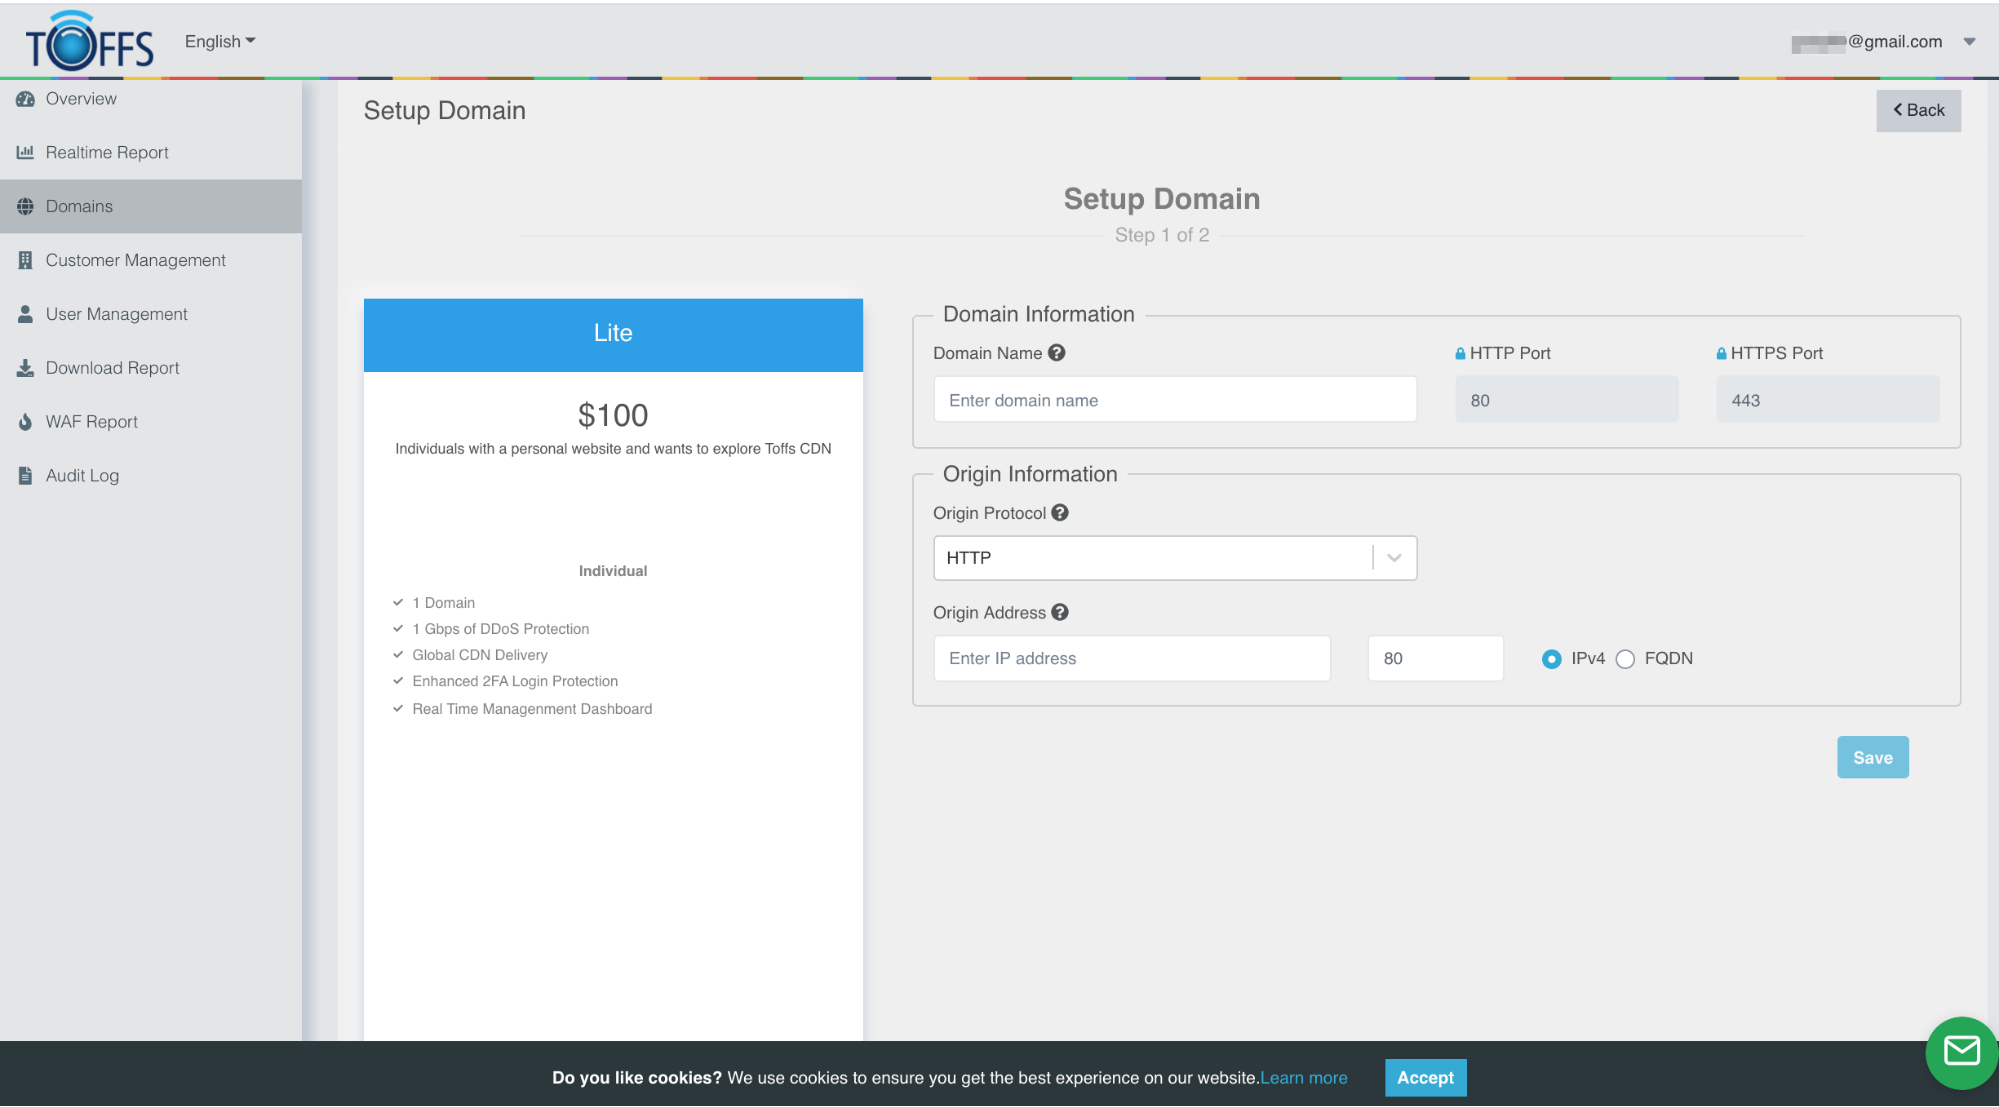 TOFFS
English
@gmail.com
Overview
Realtime Report
Domains
Customer Management
User Management
Download Report
WAF Report
Audit Log
Setup Domain
Back
Setup Domain
Step 1 of 2
Lite
$100
Individuals with a personal website and wants to explore Toffs CDN
Individual
1 Domain
1 Gbps of DDoS Protection
Global CDN Delivery
Enhanced 2FA Login Protection
Real Time Managenment Dashboard
Domain Information
Domain Name HTTP Port HTTPS Port
Enter domain name 80 443
Origin Information
Origin Protocol
HTTP
Origin Address
Enter IP address 80 IPv4 FQDN
Save
Do you like cookies? We use cookies to ensure you get the best experience on our website.Learn more Accept